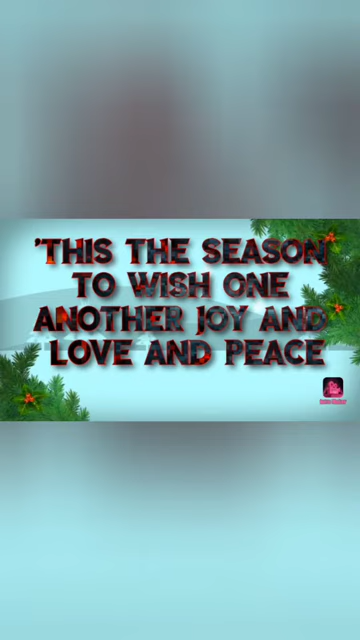 'THIS THE SEASON'
TO WISH ONE
ANOTHER JOY AND
LOVE AND PEACE